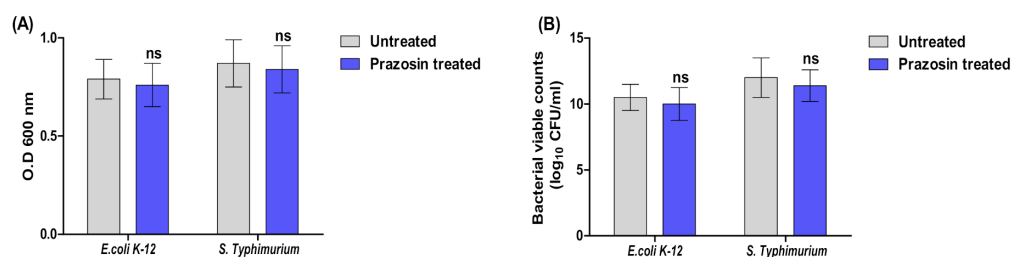 (A)
1.0
0.5
0.0
O.D 600 nm
ns
ns
E.coli K-12
S. Typhimurium
Untreated
Prazosin treated
(B)
15
10
5
0
Bacterial viable counts
(log₁₀ CFU/ml)
ns
ns
E.coli K-12
S. Typhimurium
Untreated
Prazosin treated